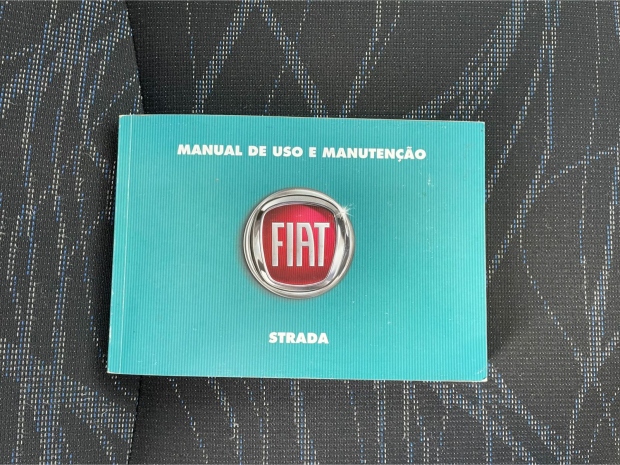 MANUAL DE USO E MANUTENÇÃO
FIAT
STRADA